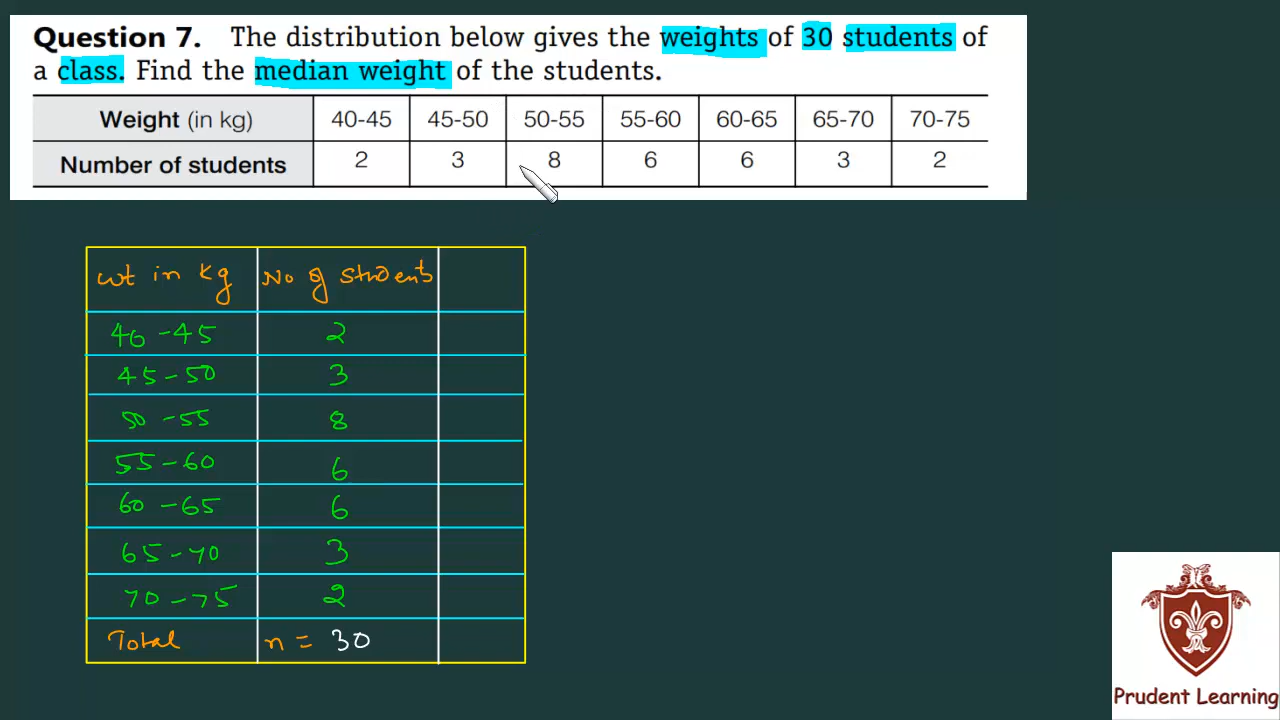 Question 7. The distribution below gives the weights of 30 students of
a class. Find the median weight of the students.
Weight (in kg) 40-45 45-50 50-55 55-60 60-65 65-70 70-75
Number of students 2 3 8 6 6 3 2
wt in kg No of students
40-45 2
45-50 3
50-55 8
55-60 6
60-65 6
65-70 3
70-75 2
Total n = 30
Prudent Learning